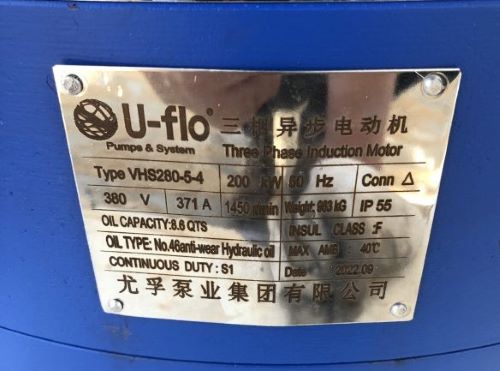 U-flo®
Pumps & System
三相异步电动机
Three Phase Induction Motor
Type VHS280-5-4 200 KW 50 Hz Conn △
380 V 371 A 1450 r/min Weight: 983 kG IP 55
OIL CAPACITY:8.6 QTS INSUL CLASS :F
OIL TYPE: No.46anti-wear Hydraulic oil MAX AMB : 40℃
CONTINUOUS DUTY : S1 Date : 2022.09
尤孚泵业集团有限公司